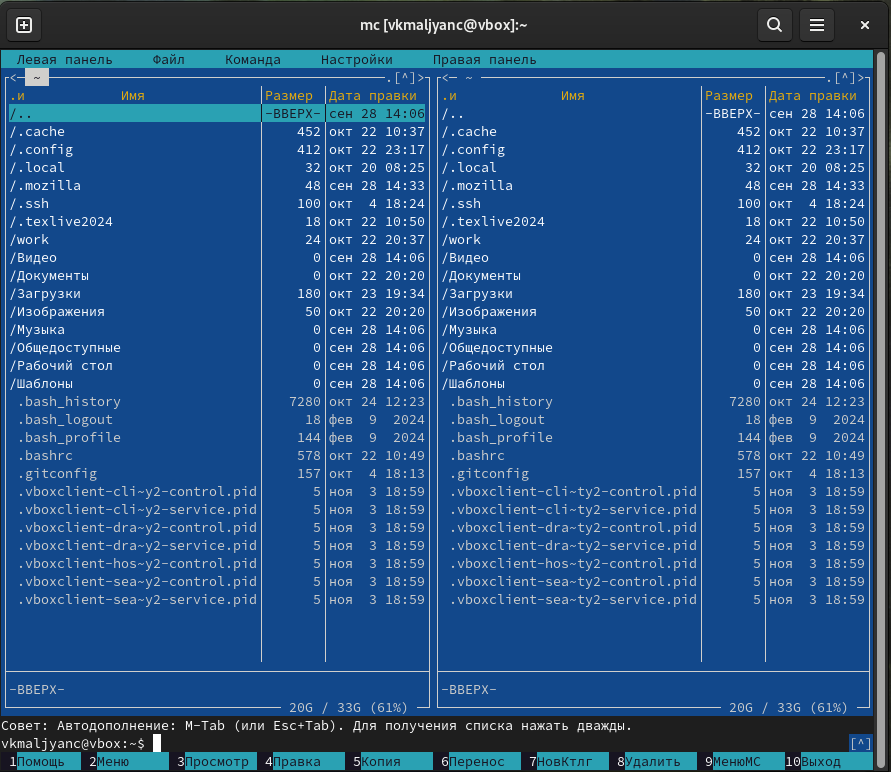 mc [vkmaljyanc@vbox]:~
Левая панель Файл Команда Настройки Правая панель
<- ~ .[^]> <- ~ .[^]>
.и Имя Размер Дата правки .и Имя Размер Дата правки
/.. -ВВЕРХ- сен 28 14:06 /.. -ВВЕРХ- сен 28 14:06
/.cache 452 окт 22 10:37 /.cache 452 окт 22 10:37
/.config 412 окт 22 23:17 /.config 412 окт 22 23:17
/.local 32 окт 20 08:25 /.local 32 окт 20 08:25
/.mozilla 48 сен 28 14:33 /.mozilla 48 сен 28 14:33
/.ssh 100 окт 4 18:24 /.ssh 100 окт 4 18:24
/.texlive2024 18 окт 22 10:50 /.texlive2024 18 окт 22 10:50
/work 24 окт 22 20:37 /work 24 окт 22 20:37
/Видео 0 сен 28 14:06 /Видео 0 сен 28 14:06
/Документы 0 окт 22 20:20 /Документы 0 окт 22 20:20
/Загрузки 180 окт 23 19:34 /Загрузки 180 окт 23 19:34
/Изображения 50 окт 22 20:20 /Изображения 50 окт 22 20:20
/Музыка 0 сен 28 14:06 /Музыка 0 сен 28 14:06
/Общедоступные 0 сен 28 14:06 /Общедоступные 0 сен 28 14:06
/Рабочий стол 0 сен 28 14:06 /Рабочий стол 0 сен 28 14:06
/Шаблоны 0 сен 28 14:06 /Шаблоны 0 сен 28 14:06
.bash_history 7280 окт 24 12:23 .bash_history 7280 окт 24 12:23
.bash_logout 18 фев 9 2024 .bash_logout 18 фев 9 2024
.bash_profile 144 фев 9 2024 .bash_profile 144 фев 9 2024
.bashrc 578 окт 22 10:49 .bashrc 578 окт 22 10:49
.gitconfig 157 окт 4 18:13 .gitconfig 157 окт 4 18:13
.vboxclient-cli~y2-control.pid 5 ноя 3 18:59 .vboxclient-cli~ty2-control.pid 5 ноя 3 18:59
.vboxclient-cli~y2-service.pid 5 ноя 3 18:59 .vboxclient-cli~ty2-service.pid 5 ноя 3 18:59
.vboxclient-dra~y2-control.pid 5 ноя 3 18:59 .vboxclient-dra~ty2-control.pid 5 ноя 3 18:59
.vboxclient-dra~y2-service.pid 5 ноя 3 18:59 .vboxclient-dra~ty2-service.pid 5 ноя 3 18:59
.vboxclient-hos~y2-control.pid 5 ноя 3 18:59 .vboxclient-hos~ty2-control.pid 5 ноя 3 18:59
.vboxclient-sea~y2-control.pid 5 ноя 3 18:59 .vboxclient-sea~ty2-control.pid 5 ноя 3 18:59
.vboxclient-sea~y2-service.pid 5 ноя 3 18:59 .vboxclient-sea~ty2-service.pid 5 ноя 3 18:59
-ВВЕРХ- -ВВЕРХ-
20G / 33G (61%) 20G / 33G (61%)
Совет: Автодополнение: M-Tab (или Esc+Tab). Для получения списка нажать дважды.
vkmaljyanc@vbox:~$ [^]
1Помощь 2Меню 3Просмотр 4Правка 5Копия 6Перенос 7НовКтлг 8Удалить 9МенюMC 10Выход